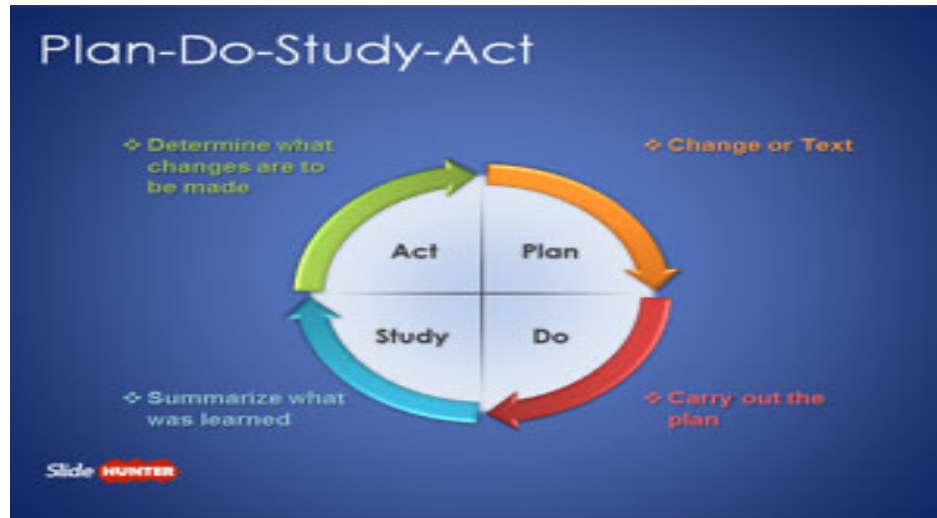 Plan-Do-Study-Act
❖ Determine what
changes are to
be made
❖ Change or Text
Act
Plan
Study
Do
❖ Summarize what
was learned
❖ Carry out the
plan
Slide HUNTER